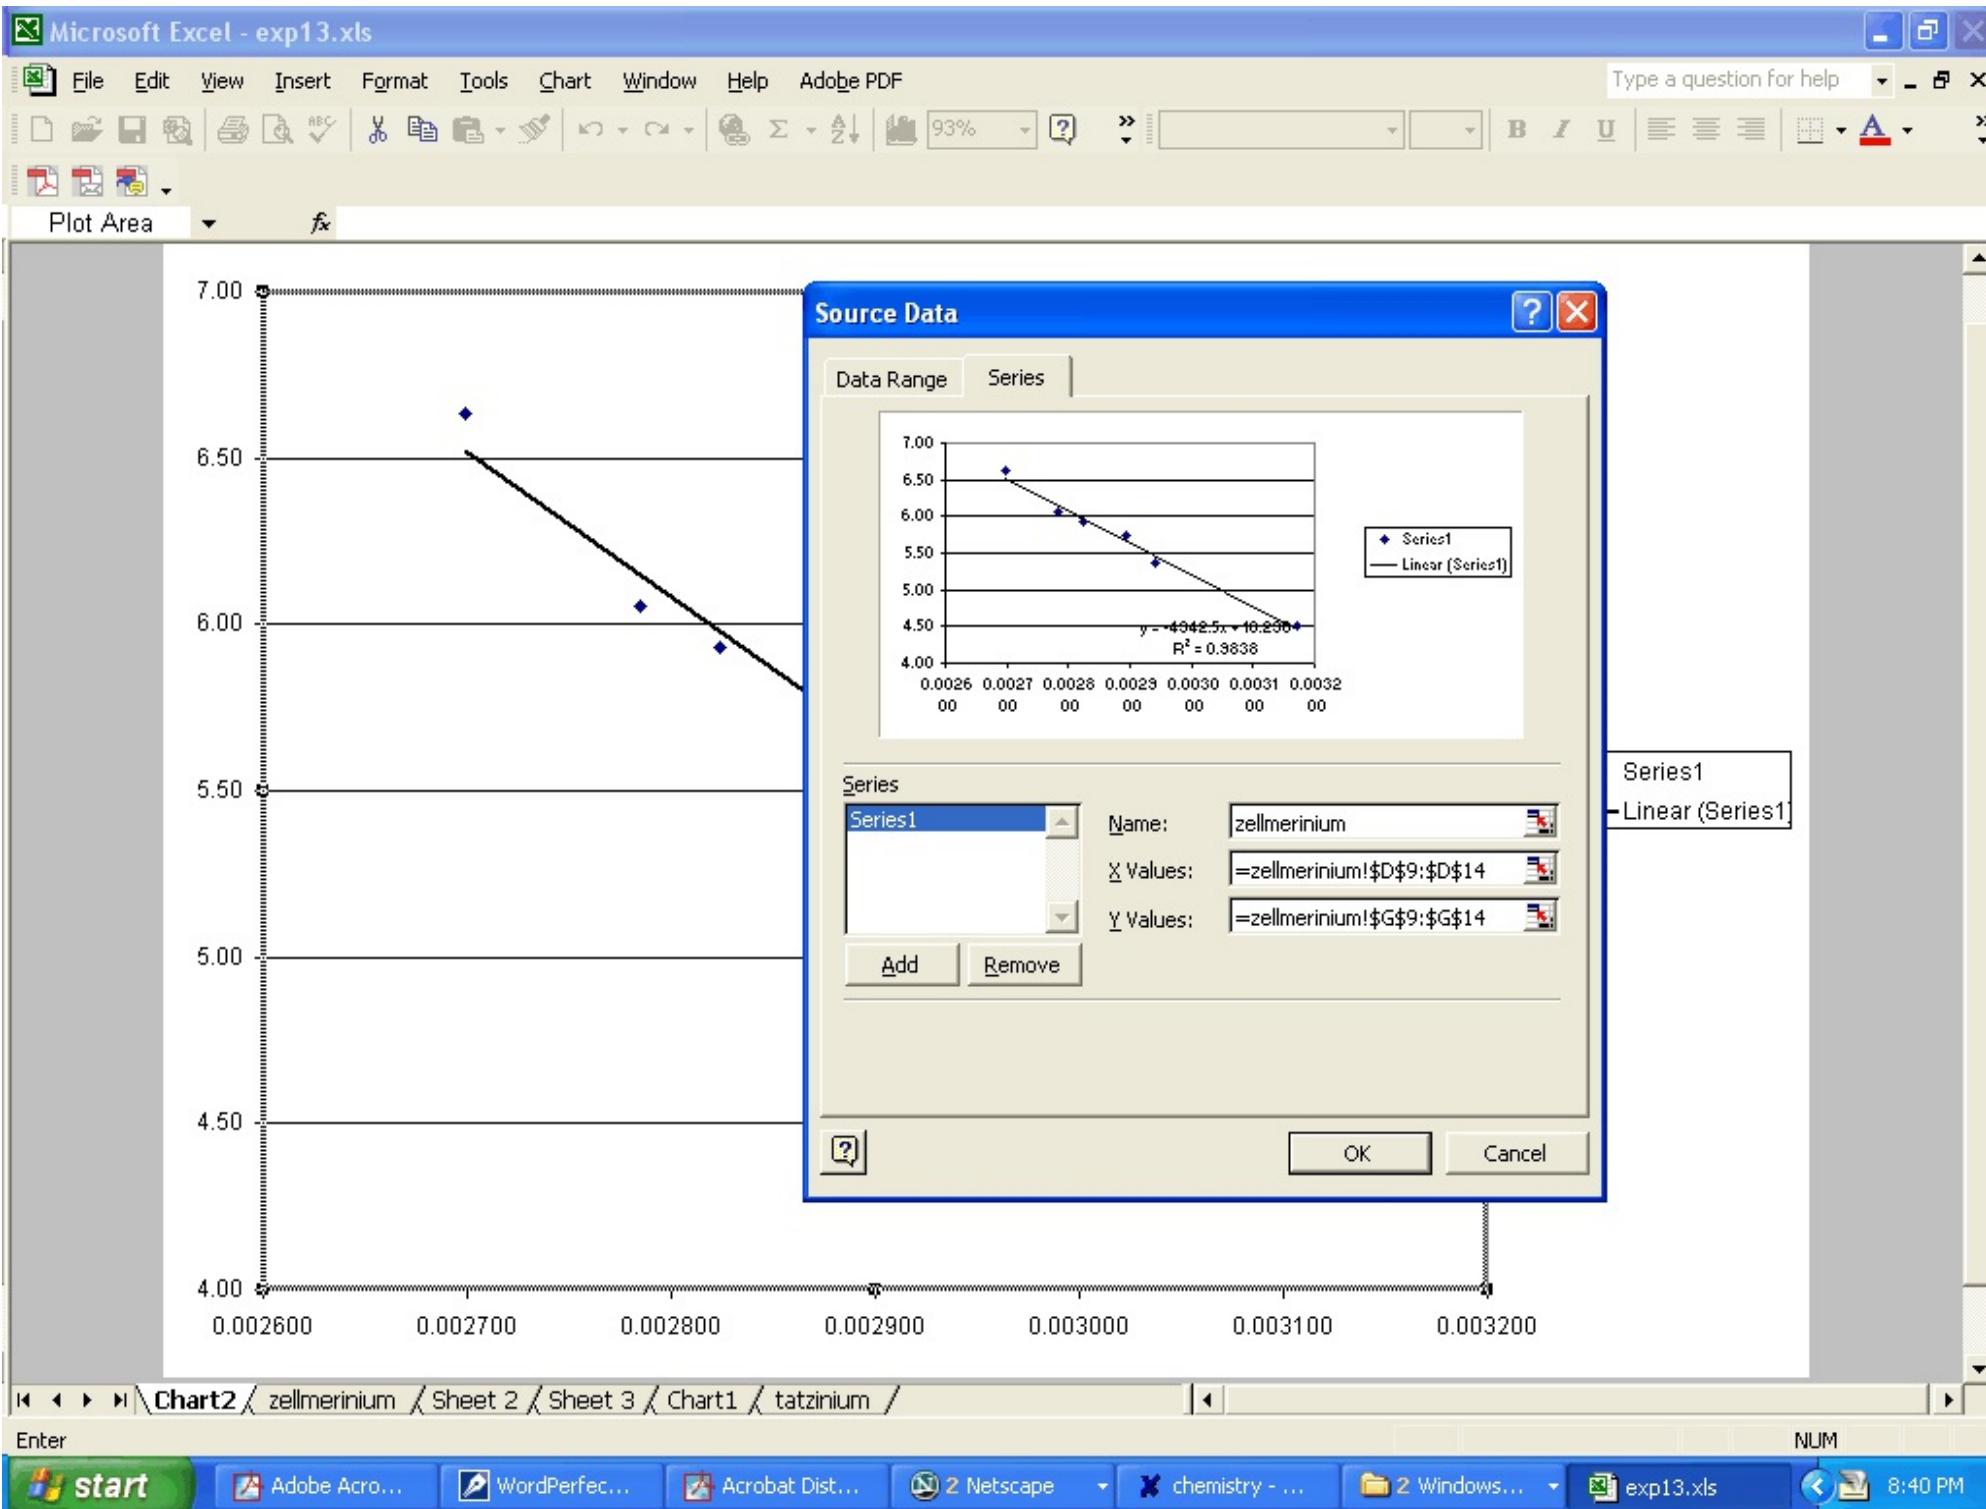 Microsoft Excel - exp13.xls
File Edit View Insert Format Tools Chart Window Help Adobe PDF
Type a question for help
ABC
93%
B I U
A
Plot Area
fx
7.00
6.50
6.00
5.50
5.00
4.50
4.00
0.002600 0.002700 0.002800 0.002900 0.003000 0.003100 0.003200
Series1
Linear (Series1)
Source Data
Data Range
Series
7.00
6.50
6.00
5.50
5.00
4.50
4.00
R² = 0.9838
0.0026 0.0027 0.0028 0.0029 0.0030 0.0031 0.0032
00 00 00 00 00 00 00
Series1
Linear (Series1)
Series
Series1
Name: zellmerinium
X Values: =zellmerinium!$D$9:$D$14
Y Values: =zellmerinium!$G$9:$G$14
Add
Remove
OK
Cancel
Chart2 / zellmerinium / Sheet 2 / Sheet 3 / Chart1 / tatzinium /
Enter
NUM
start
Adobe Acro...
WordPerfec...
Acrobat Dist...
2 Netscape
chemistry - ...
2 Windows...
exp13.xls
8:40 PM